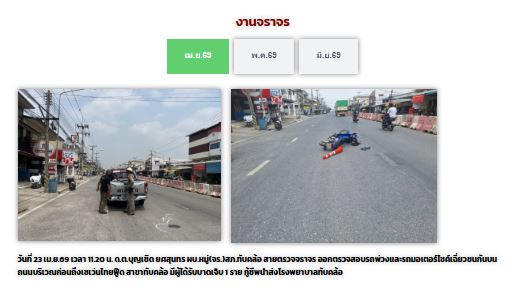 งานจราจร
เม.ย.69
พ.ค.69
มิ.ย.69
วันที่ 23 เม.ย.69 เวลา 11.20 น. ด.ต.บุญเชิด ยศสุนทร ผบ.หมู่(จร.)สภ.ทับคล้อ สายตรวจจราจร ออกตรวจสอบรถพ่วงและรถมอเตอร์ไซค์เฉี่ยวชนกันบน
ถนนบริเวณก่อนถึงเซเว่นไทยฟู้ด สาขาทับคล้อ มีผู้ได้รับบาดเจ็บ 1 ราย กู้ชีพนำส่งโรงพยาบาลทับคล้อ